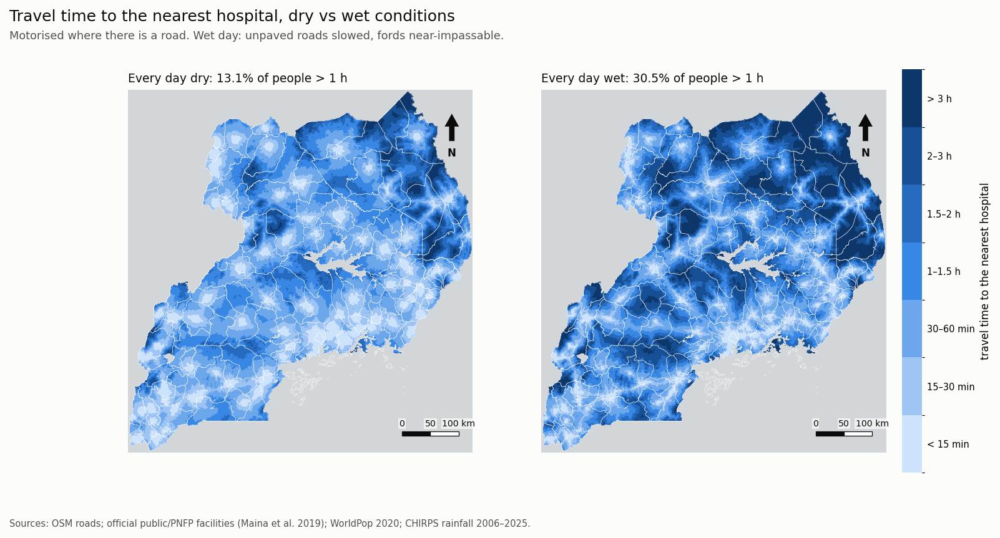 Travel time to the nearest hospital, dry vs wet conditions
Motorised where there is a road. Wet day: unpaved roads slowed, fords near-impassable.
Every day dry: 13.1% of people > 1 h
N
0 50 100 km
Every day wet: 30.5% of people > 1 h
N
0 50 100 km
> 3 h
2–3 h
1.5–2 h
1–1.5 h
30–60 min
15–30 min
< 15 min
travel time to the nearest hospital
Sources: OSM roads; official public/PNFP facilities (Maina et al. 2019); WorldPop 2020; CHIRPS rainfall 2006–2025.